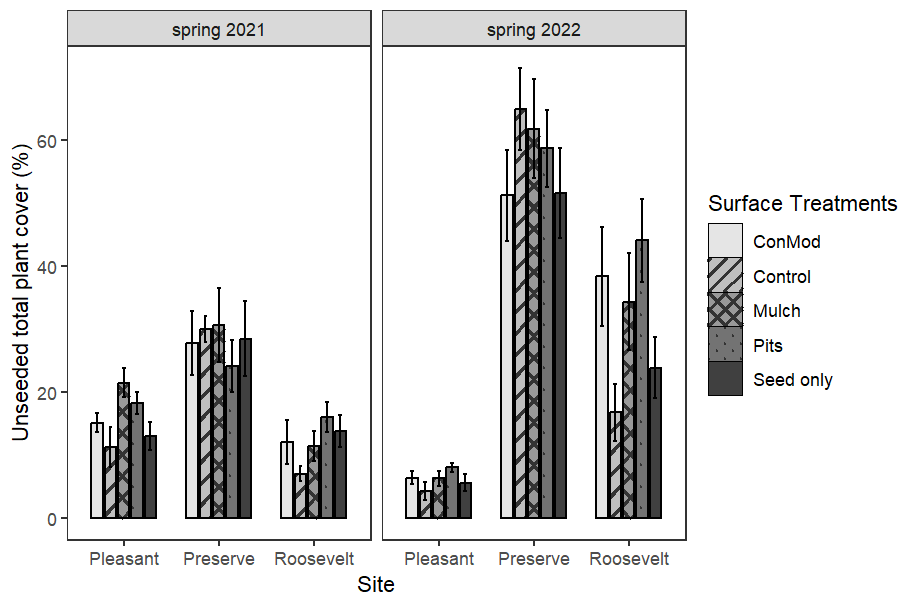 spring 2021
spring 2022
Unseeded total plant cover (%)
60
40
20
0
Pleasant
Preserve
Roosevelt
Pleasant
Preserve
Roosevelt
Site
Surface Treatments
ConMod
Control
Mulch
Pits
Seed only